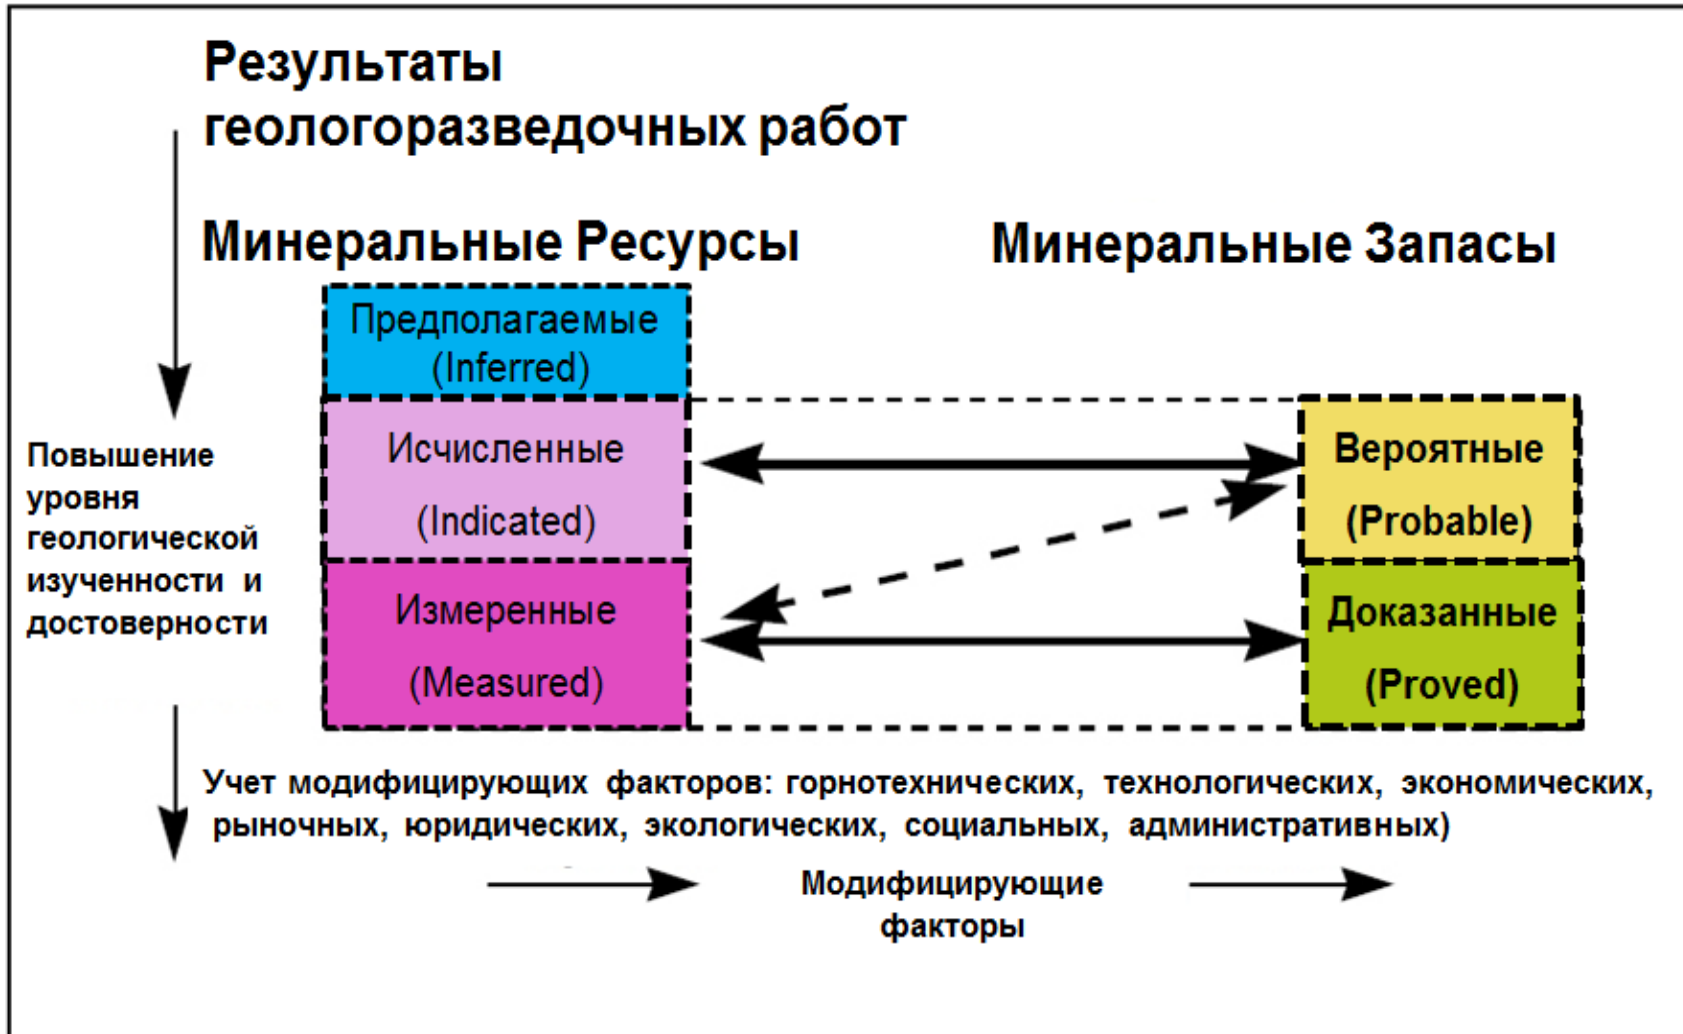 Результаты
геологоразведочных работ
Минеральные Ресурсы
Минеральные Запасы
Предполагаемые
(Inferred)
Исчисленные
(Indicated)
Измеренные
(Measured)
Вероятные
(Probable)
Доказанные
(Proved)
Повышение
уровня
геологической
изученности и
достоверности
Учет модифицирующих факторов: горнотехнических, технологических, экономических,
рыночных, юридических, экологических, социальных, административных)
Модифицирующие
факторы